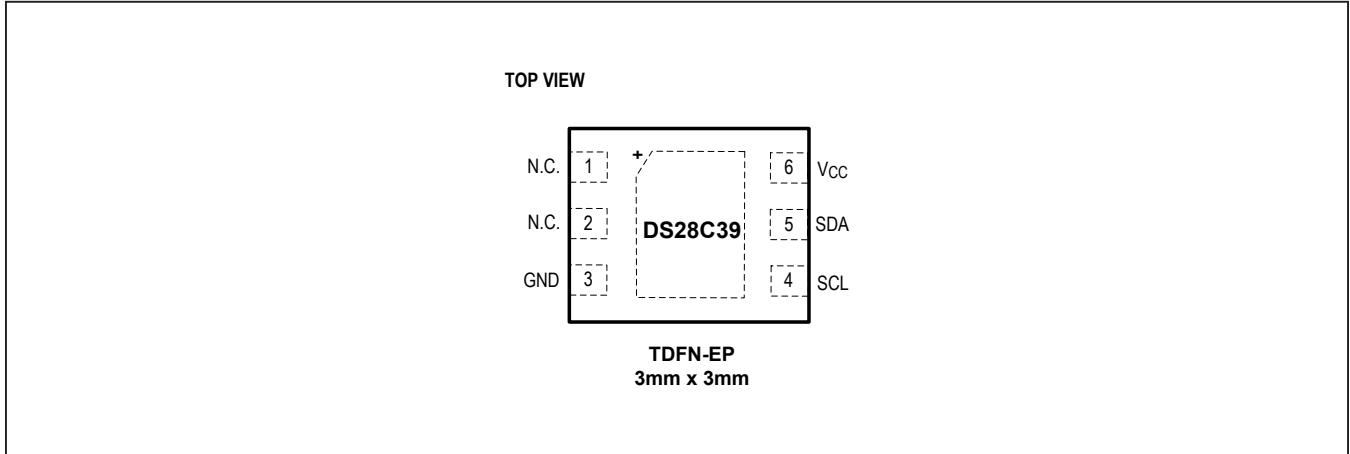 TOP VIEW
+
N.C. 1 6 VCC
N.C. 2 DS28C39 5 SDA
GND 3 4 SCL
TDFN-EP
3mm x 3mm